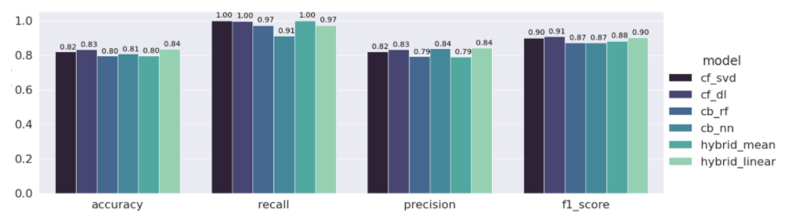 1.00 1.00 0.97 0.91 1.00 0.97
0.82 0.83 0.80 0.81 0.80 0.84
0.82 0.83 0.79 0.84 0.79 0.84
0.90 0.91 0.87 0.87 0.88 0.90
1.0
0.8
0.6
0.4
0.2
0.0
accuracy recall precision f1_score
model
cf_svd
cf_dl
cb_rf
cb_nn
hybrid_mean
hybrid_linear